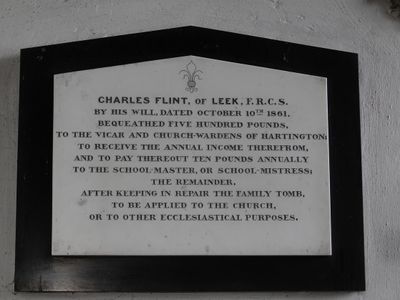 CHARLES FLINT, OF LEEK, F.R.C.S.
BY HIS WILL, DATED OCTOBER 10TH 1861.
BEQUEATHED FIVE HUNDRED POUNDS,
TO THE VICAR AND CHURCH-WARDENS OF HARTINGTON;
TO RECEIVE THE ANNUAL INCOME THEREFROM,
AND TO PAY THEREOUT TEN POUNDS ANNUALLY
TO THE SCHOOL-MASTER, OR SCHOOL-MISTRESS;
THE REMAINDER,
AFTER KEEPING IN REPAIR THE FAMILY TOMB,
TO BE APPLIED TO THE CHURCH,
OR TO OTHER ECCLESIASTICAL PURPOSES.